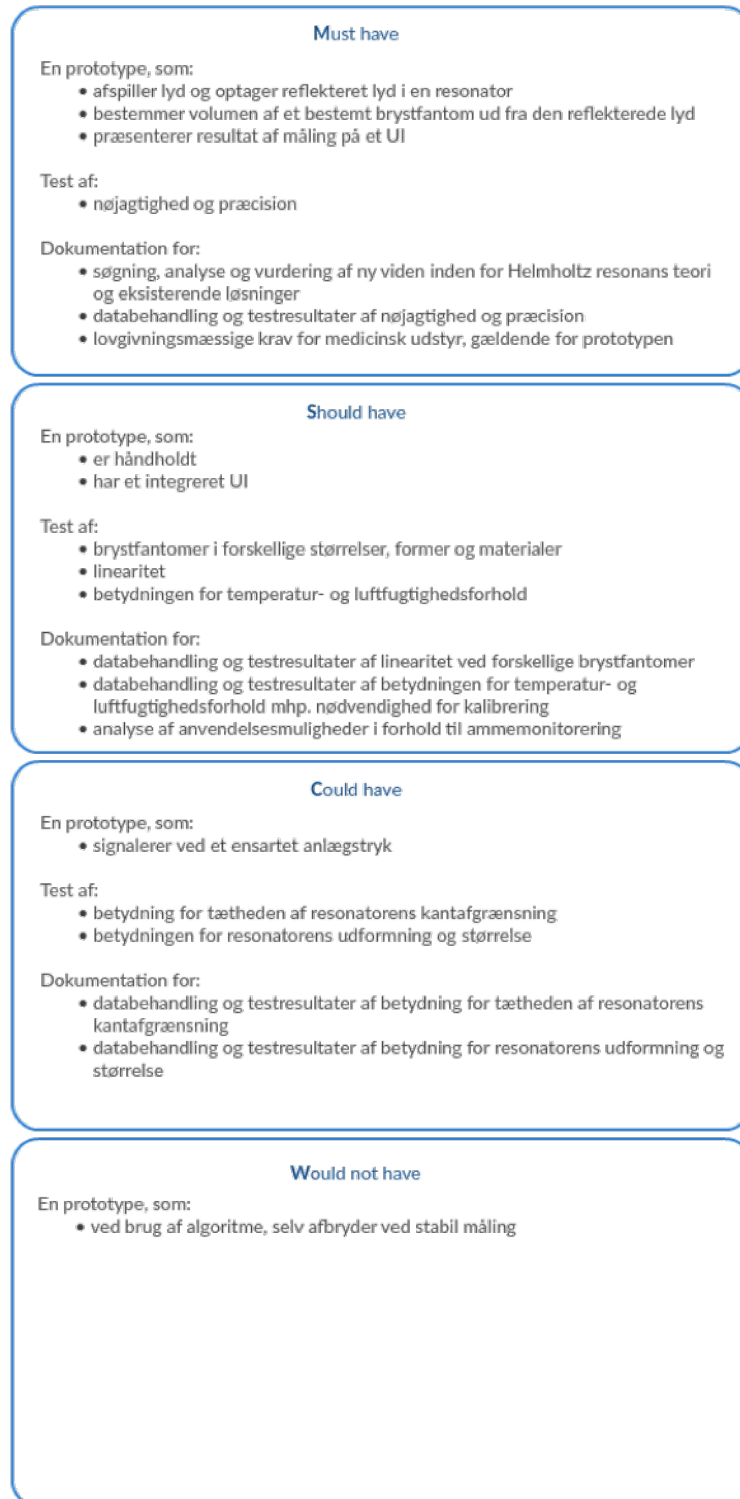 Must have
En prototype, som:
• afspiller lyd og optager reflekteret lyd i en resonator
• bestemmer volumen af et bestemt brystfantom ud fra den reflekterede lyd
• præsenterer resultat af måling på et UI
Test af:
• nøjagtighed og præcision
Dokumentation for:
• søgning, analyse og vurdering af ny viden inden for Helmholtz resonans teori
og eksisterende løsninger
• databehandling og testresultater af nøjagtighed og præcision
• lovgivningsmæssige krav for medicinsk udstyr, gældende for prototypen
Should have
En prototype, som:
• er håndholdt
• har et integreret UI
Test af:
• brystfantomer i forskellige størrelser, former og materialer
• linearitet
• betydningen for temperatur- og luftfugtighedsforhold
Dokumentation for:
• databehandling og testresultater af linearitet ved forskellige brystfantomer
• databehandling og testresultater af betydningen for temperatur- og
luftfugtighedsforhold mhp. nødvendighed for kalibrering
• analyse af anvendelsesmuligheder i forhold til ammemonitorering
Could have
En prototype, som:
• signalerer ved et ensartet anlægstryk
Test af:
• betydning for tætheden af resonatorens kantafgrænsning
• betydningen for resonatorens udformning og størrelse
Dokumentation for:
• databehandling og testresultater af betydning for tætheden af resonatorens
kantafgrænsning
• databehandling og testresultater af betydning for resonatorens udformning og
størrelse
Would not have
En prototype, som:
• ved brug af algoritme, selv afbryder ved stabil måling